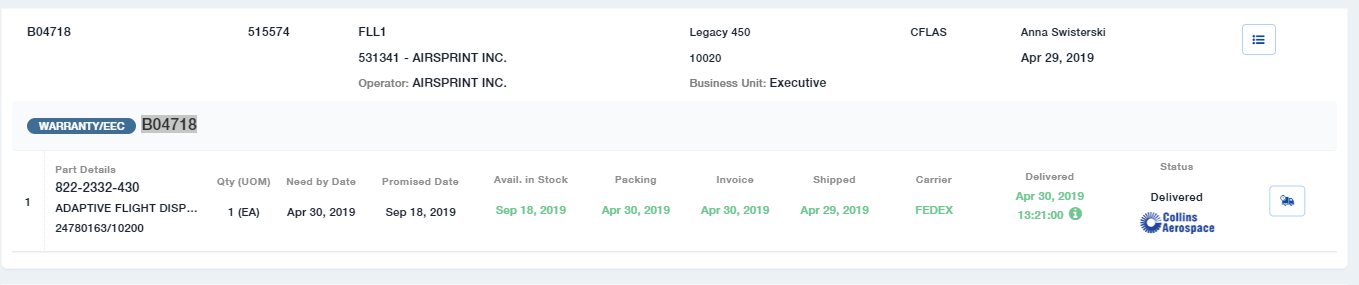 B04718 515574 FLL1 Legacy 450 CFLAS Anna Swisterski
531341 - AIRSPRINT INC. 10020 Apr 29, 2019
Operator: AIRSPRINT INC. Business Unit: Executive
WARRANTY/EEC B04718
Part Details Qty (UOM) Need by Date Promised Date Avail. in Stock Packing Invoice Shipped Carrier Delivered Status
1 822-2332-430 1 (EA) Apr 30, 2019 Sep 18, 2019 Sep 18, 2019 Apr 30, 2019 Apr 30, 2019 Apr 29, 2019 FEDEX Apr 30, 2019 Delivered
ADAPTIVE FLIGHT DISP... 13:21:00 Collins
24780163/10200 Aerospace